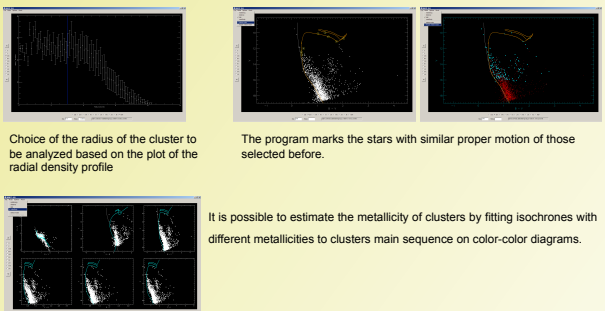 Choice of the radius of the cluster to
be analyzed based on the plot of the
radial density profile
The program marks the stars with similar proper motion of those
selected before.
It is possible to estimate the metallicity of clusters by fitting isochrones with
different metallicities to clusters main sequence on color-color diagrams.